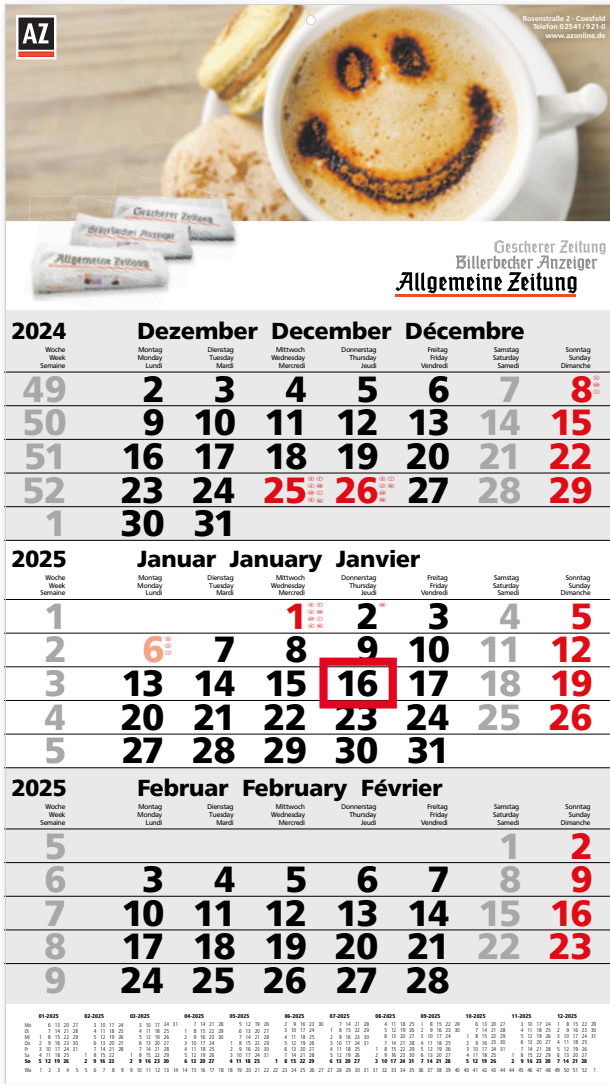 AZ
Rosenstraße 2 · Coesfeld
Telefon 0 25 41 / 9 21-0
www.azonline.de
Gescherer Zeitung
Billerbecker Anzeiger
Allgemeine Zeitung
Gescherer Zeitung
Billerbecker Anzeiger
Allgemeine Zeitung
2024 Dezember December Décembre
Woche Montag Dienstag Mittwoch Donnerstag Freitag Samstag Sonntag
Week Monday Tuesday Wednesday Thursday Friday Saturday Sunday
Semaine Lundi Mardi Mercredi Jeudi Vendredi Samedi Dimanche
49 2 3 4 5 6 7 8
50 9 10 11 12 13 14 15
51 16 17 18 19 20 21 22
52 23 24 25 26 27 28 29
1 30 31
2025 Januar January Janvier
Woche Montag Dienstag Mittwoch Donnerstag Freitag Samstag Sonntag
Week Monday Tuesday Wednesday Thursday Friday Saturday Sunday
Semaine Lundi Mardi Mercredi Jeudi Vendredi Samedi Dimanche
1 1 2 3 4 5
2 6 7 8 9 10 11 12
3 13 14 15 16 17 18 19
4 20 21 22 23 24 25 26
5 27 28 29 30 31
2025 Februar February Février
Woche Montag Dienstag Mittwoch Donnerstag Freitag Samstag Sonntag
Week Monday Tuesday Wednesday Thursday Friday Saturday Sunday
Semaine Lundi Mardi Mercredi Jeudi Vendredi Samedi Dimanche
5 1 2
6 3 4 5 6 7 8 9
7 10 11 12 13 14 15 16
8 17 18 19 20 21 22 23
9 24 25 26 27 28
01-2025 02-2025 03-2025 04-2025 05-2025 06-2025 07-2025 08-2025 09-2025 10-2025 11-2025 12-2025